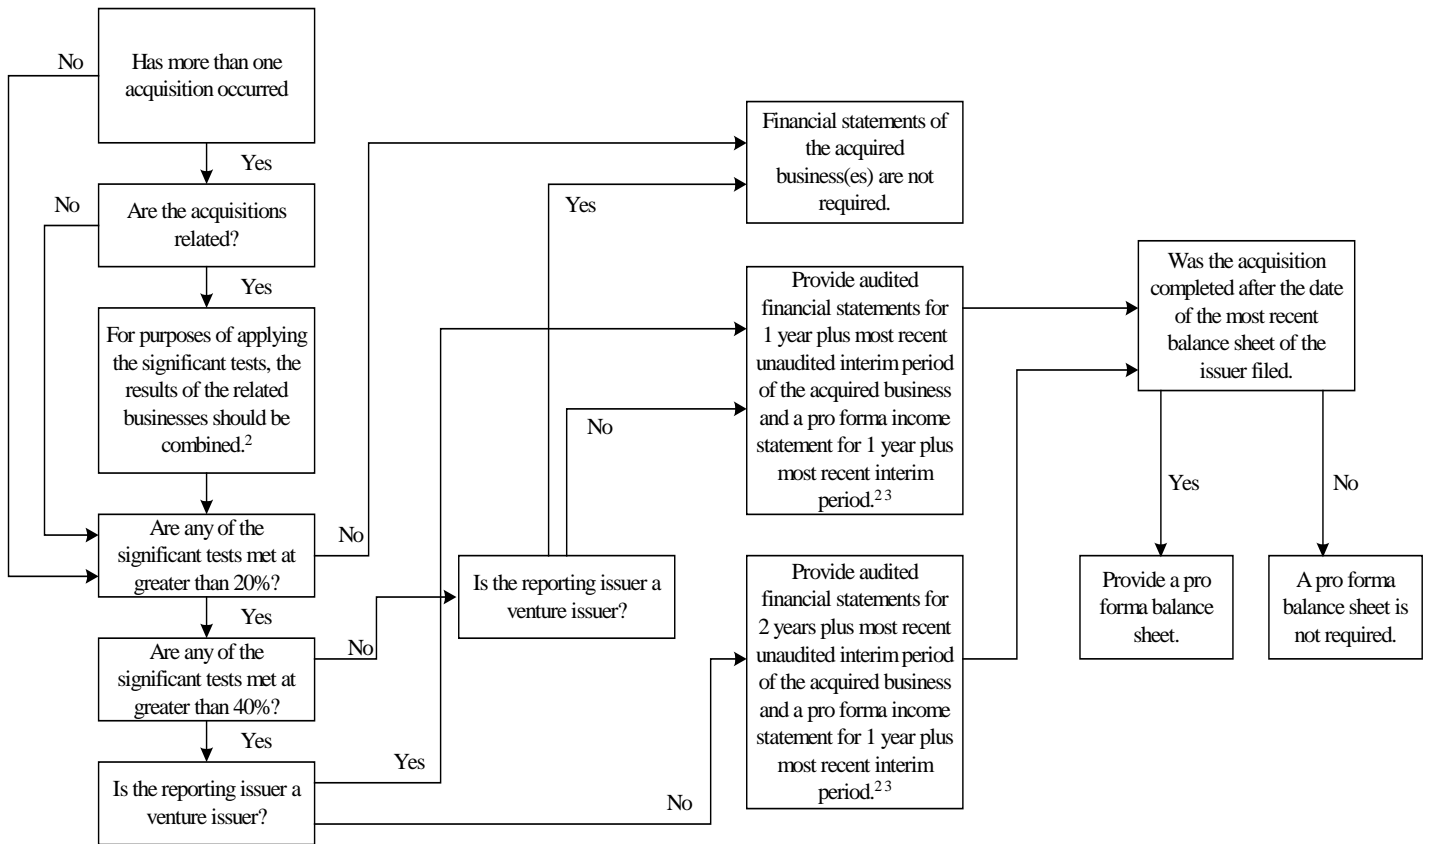 No
Has more than one
acquisition occurred
Yes
No
Are the acquisitions
related?
Yes
For purposes of applying
the significant tests, the
results of the related
businesses should be
combined.2
Are any of the
significant tests met at
greater than 20%?
No
Yes
Are any of the
significant tests met at
greater than 40%?
No
Yes
Is the reporting issuer a
venture issuer?
Yes
No
Is the reporting issuer a
venture issuer?
Yes
No
Financial statements of
the acquired
business(es) are not
required.
Provide audited
financial statements for
1 year plus most recent
unaudited interim period
of the acquired business
and a pro forma income
statement for 1 year plus
most recent interim
period.2 3
Provide audited
financial statements for
2 years plus most recent
unaudited interim period
of the acquired business
and a pro forma income
statement for 1 year plus
most recent interim
period.2 3
Was the acquisition
completed after the date
of the most recent
balance sheet of the
issuer filed.
Yes
No
Provide a pro
forma balance
sheet.
A pro forma
balance sheet is
not required.